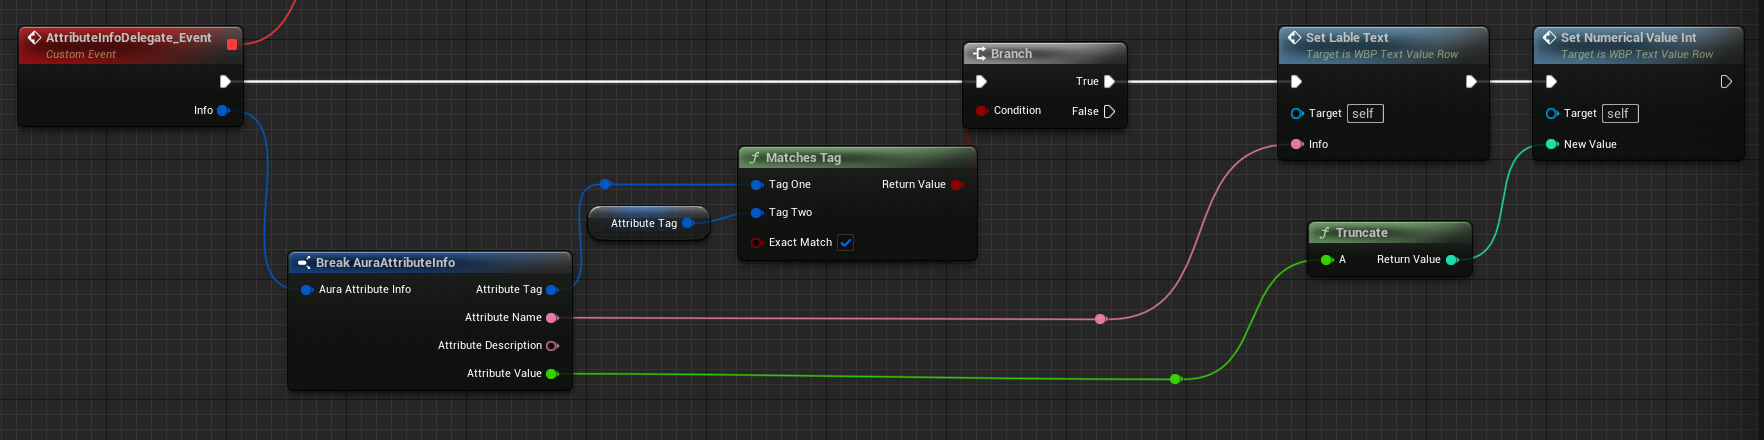 AttributeInfoDelegate_Event
Custom Event
Info
Break AuraAttributeInfo
Aura Attribute Info
Attribute Tag
Attribute Name
Attribute Description
Attribute Value
Attribute Tag
Matches Tag
Tag One
Return Value
Tag Two
Exact Match
Branch
True
Condition
False
Set Lable Text
Target is WBP Text Value Row
Target
self
Info
Truncate
A
Return Value
Set Numerical Value Int
Target is WBP Text Value Row
Target
self
New Value